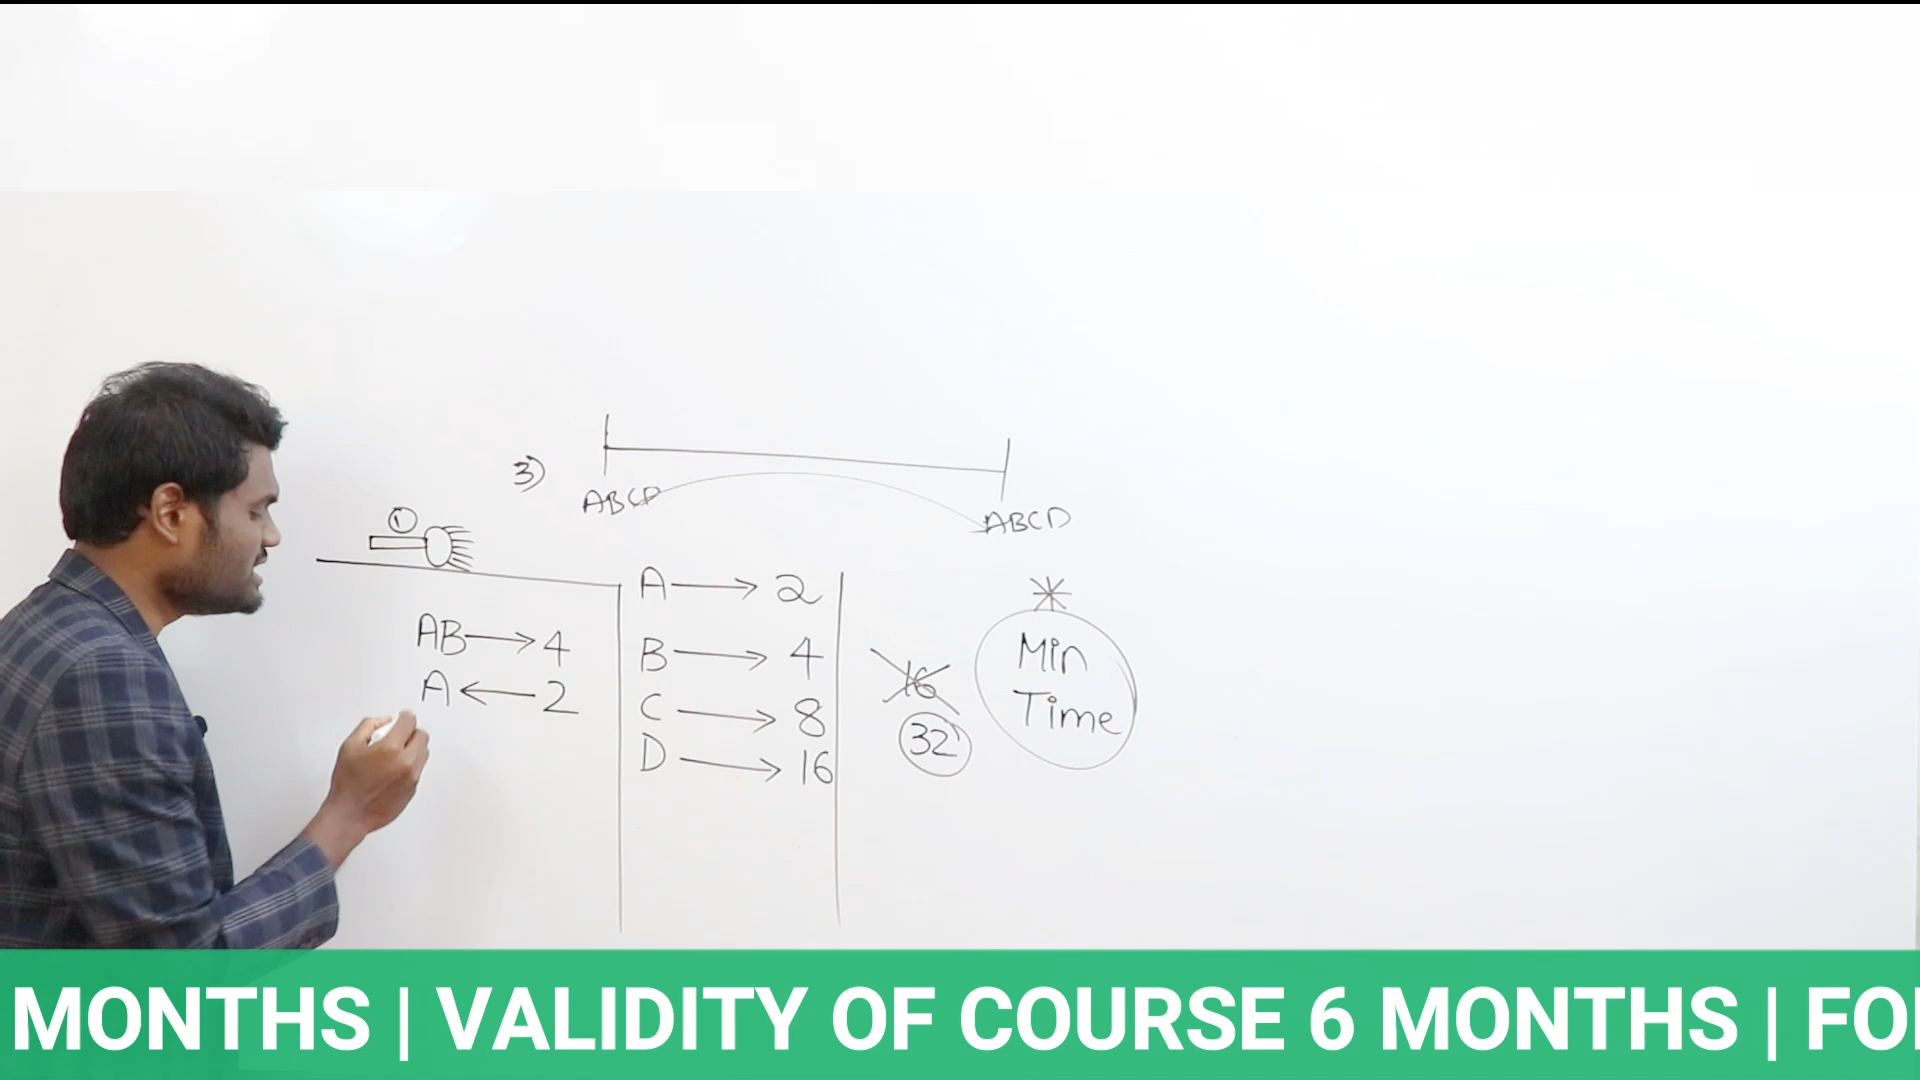 3)
ABCD
ABCD
1
A → 2
B → 4
C → 8
D → 16
AB → 4
A ← 2
16
32
*
Min
Time
MONTHS | VALIDITY OF COURSE 6 MONTHS | FO